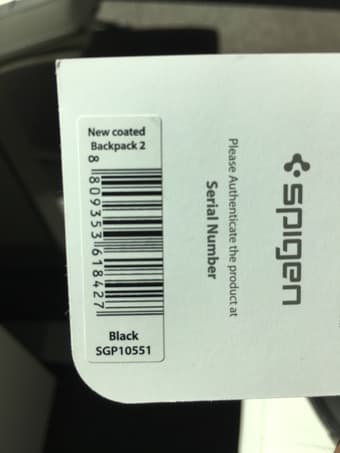 New coated
Backpack 2
8 809353 618427
Black
SGP10551
spigen
Please Authenticate the product at
Serial Number